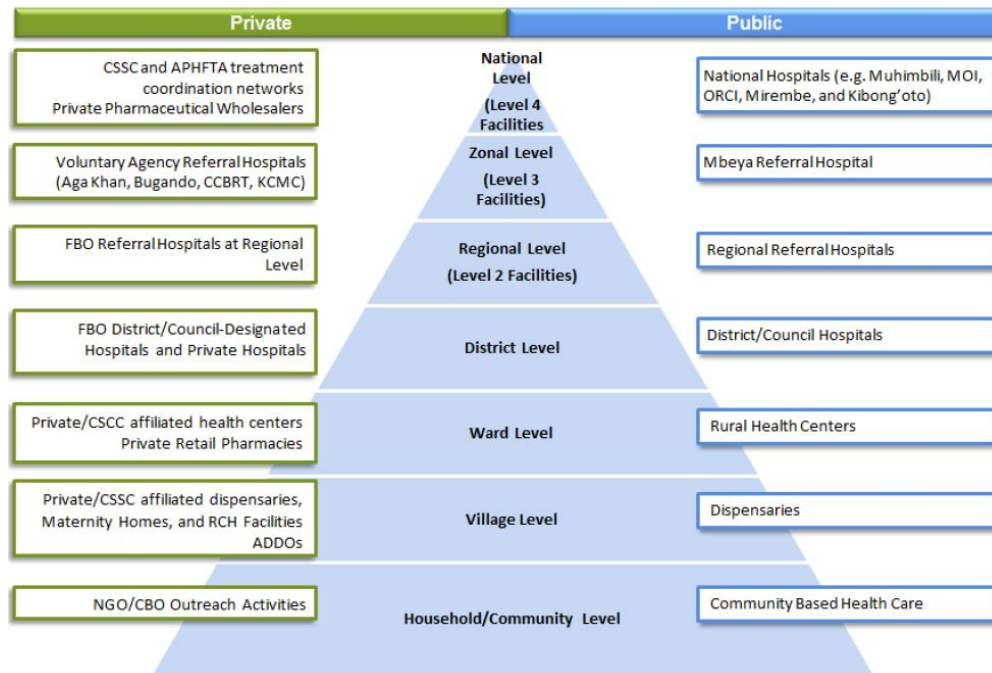 Private
Public
CSSC and APHFTA treatment
coordination networks
Private Pharmaceutical Wholesalers
National
Level
(Level 4
Facilities
National Hospitals (e.g. Muhimbili, MOI,
ORCI, Mirembe, and Kibong’oto)
Voluntary Agency Referral Hospitals
(Aga Khan, Bugando, CCBRT, KCMC)
Zonal Level
(Level 3
Facilities)
Mbeya Referral Hospital
FBO Referral Hospitals at Regional
Level
Regional Level
(Level 2 Facilities)
Regional Referral Hospitals
FBO District/Council-Designated
Hospitals and Private Hospitals
District Level
District/Council Hospitals
Private/CSCC affiliated health centers
Private Retail Pharmacies
Ward Level
Rural Health Centers
Private/CSSC affiliated dispensaries,
Maternity Homes, and RCH Facilities
ADDOs
Village Level
Dispensaries
NGO/CBO Outreach Activities
Household/Community Level
Community Based Health Care